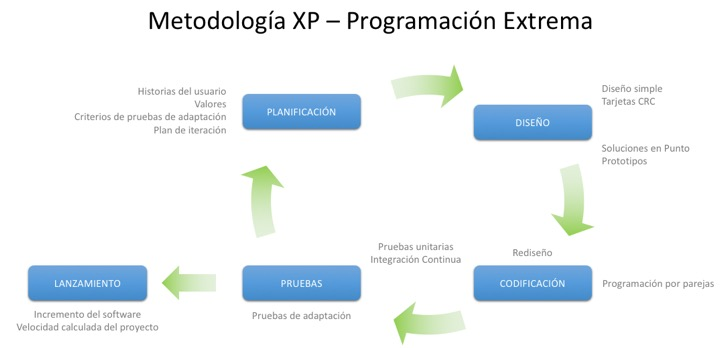 Metodología XP – Programación Extrema
Historias del usuario
Valores
Criterios de pruebas de adaptación
Plan de iteración
PLANIFICACIÓN
DISEÑO
Diseño simple
Tarjetas CRC
Soluciones en Punto
Prototipos
Pruebas unitarias
Integración Continua
Rediseño
LANZAMIENTO
PRUEBAS
CODIFICACIÓN
Programación por parejas
Incremento del software
Velocidad calculada del proyecto
Pruebas de adaptación